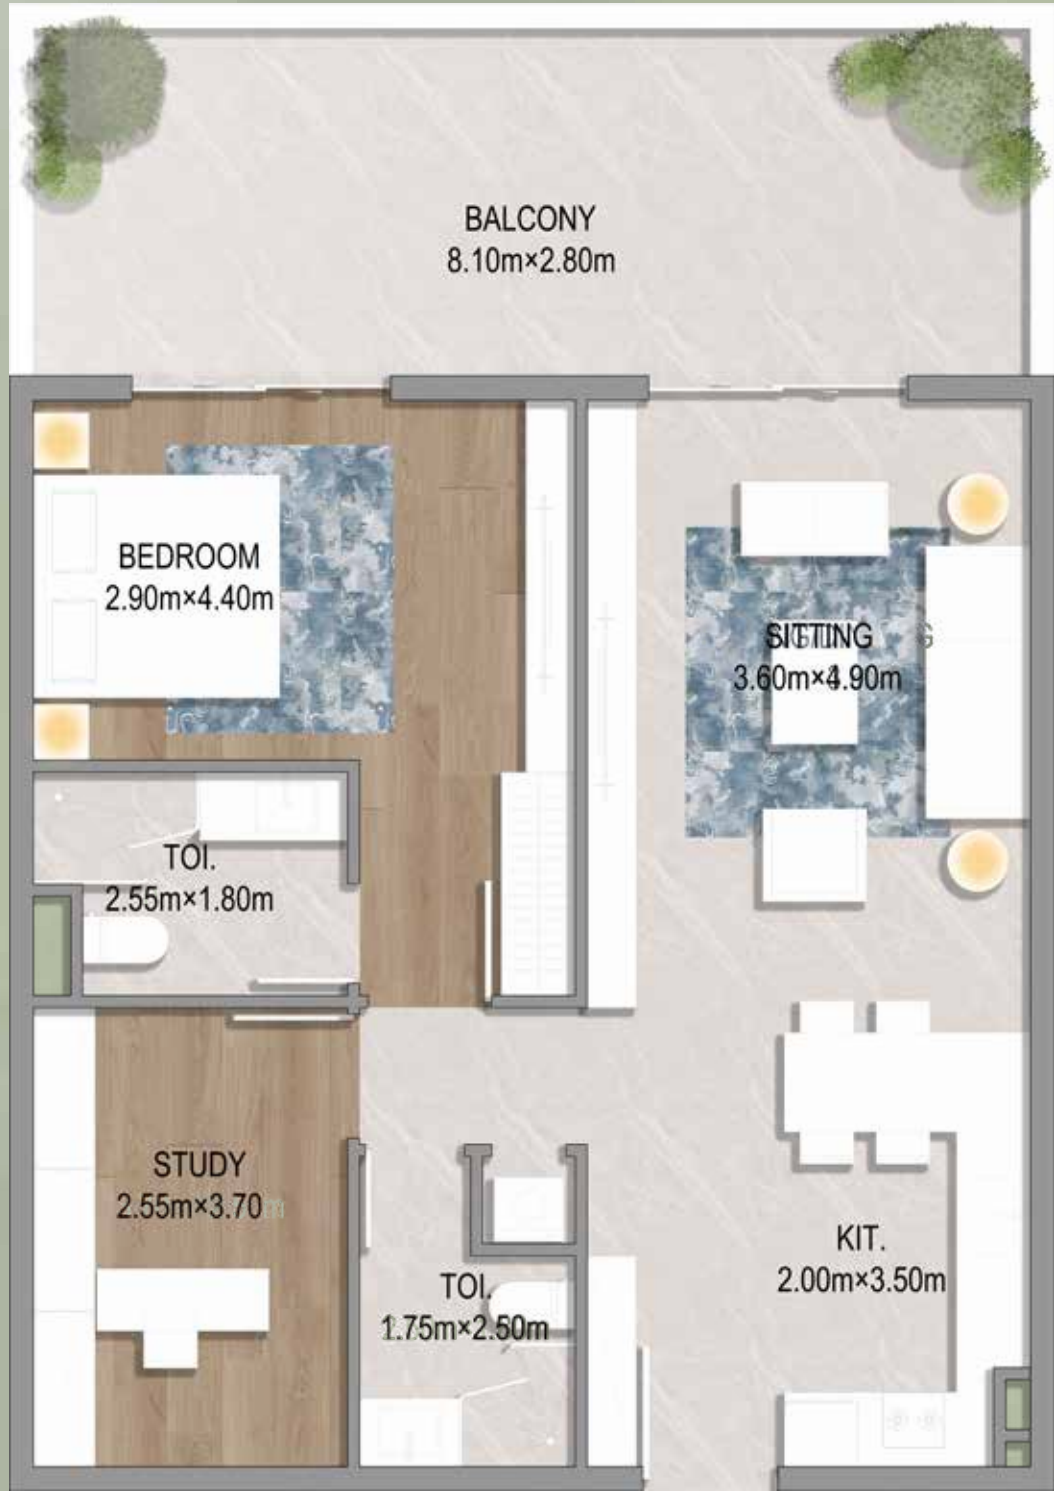 BALCONY
8.10m×2.80m
BEDROOM
2.90m×4.40m
SITTING
3.60m×4.90m
TOI.
2.55m×1.80m
STUDY
2.55m×3.70m
KIT.
2.00m×3.50m
TOI.
1.75m×2.50m